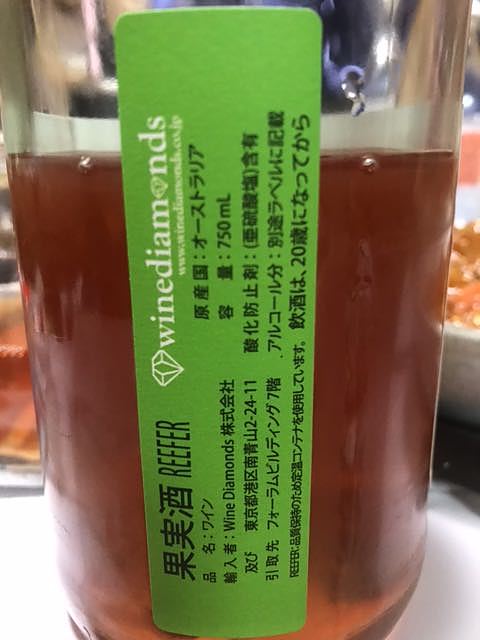 果実酒 REEFER
winediamonds
www.winediamonds.co.jp
品 名：ワイン
原産国：オーストラリア
輸入者：Wine Diamonds 株式会社
容 量：750mL
及び 東京都港区南青山2-24-11
酸化防止剤：(亜硫酸塩)含有
引取先 フォーラムビルディング7階
アルコール分：別途ラベルに記載
REEFER:品質保持のため定温コンテナを使用しています。飲酒は、20歳になってから